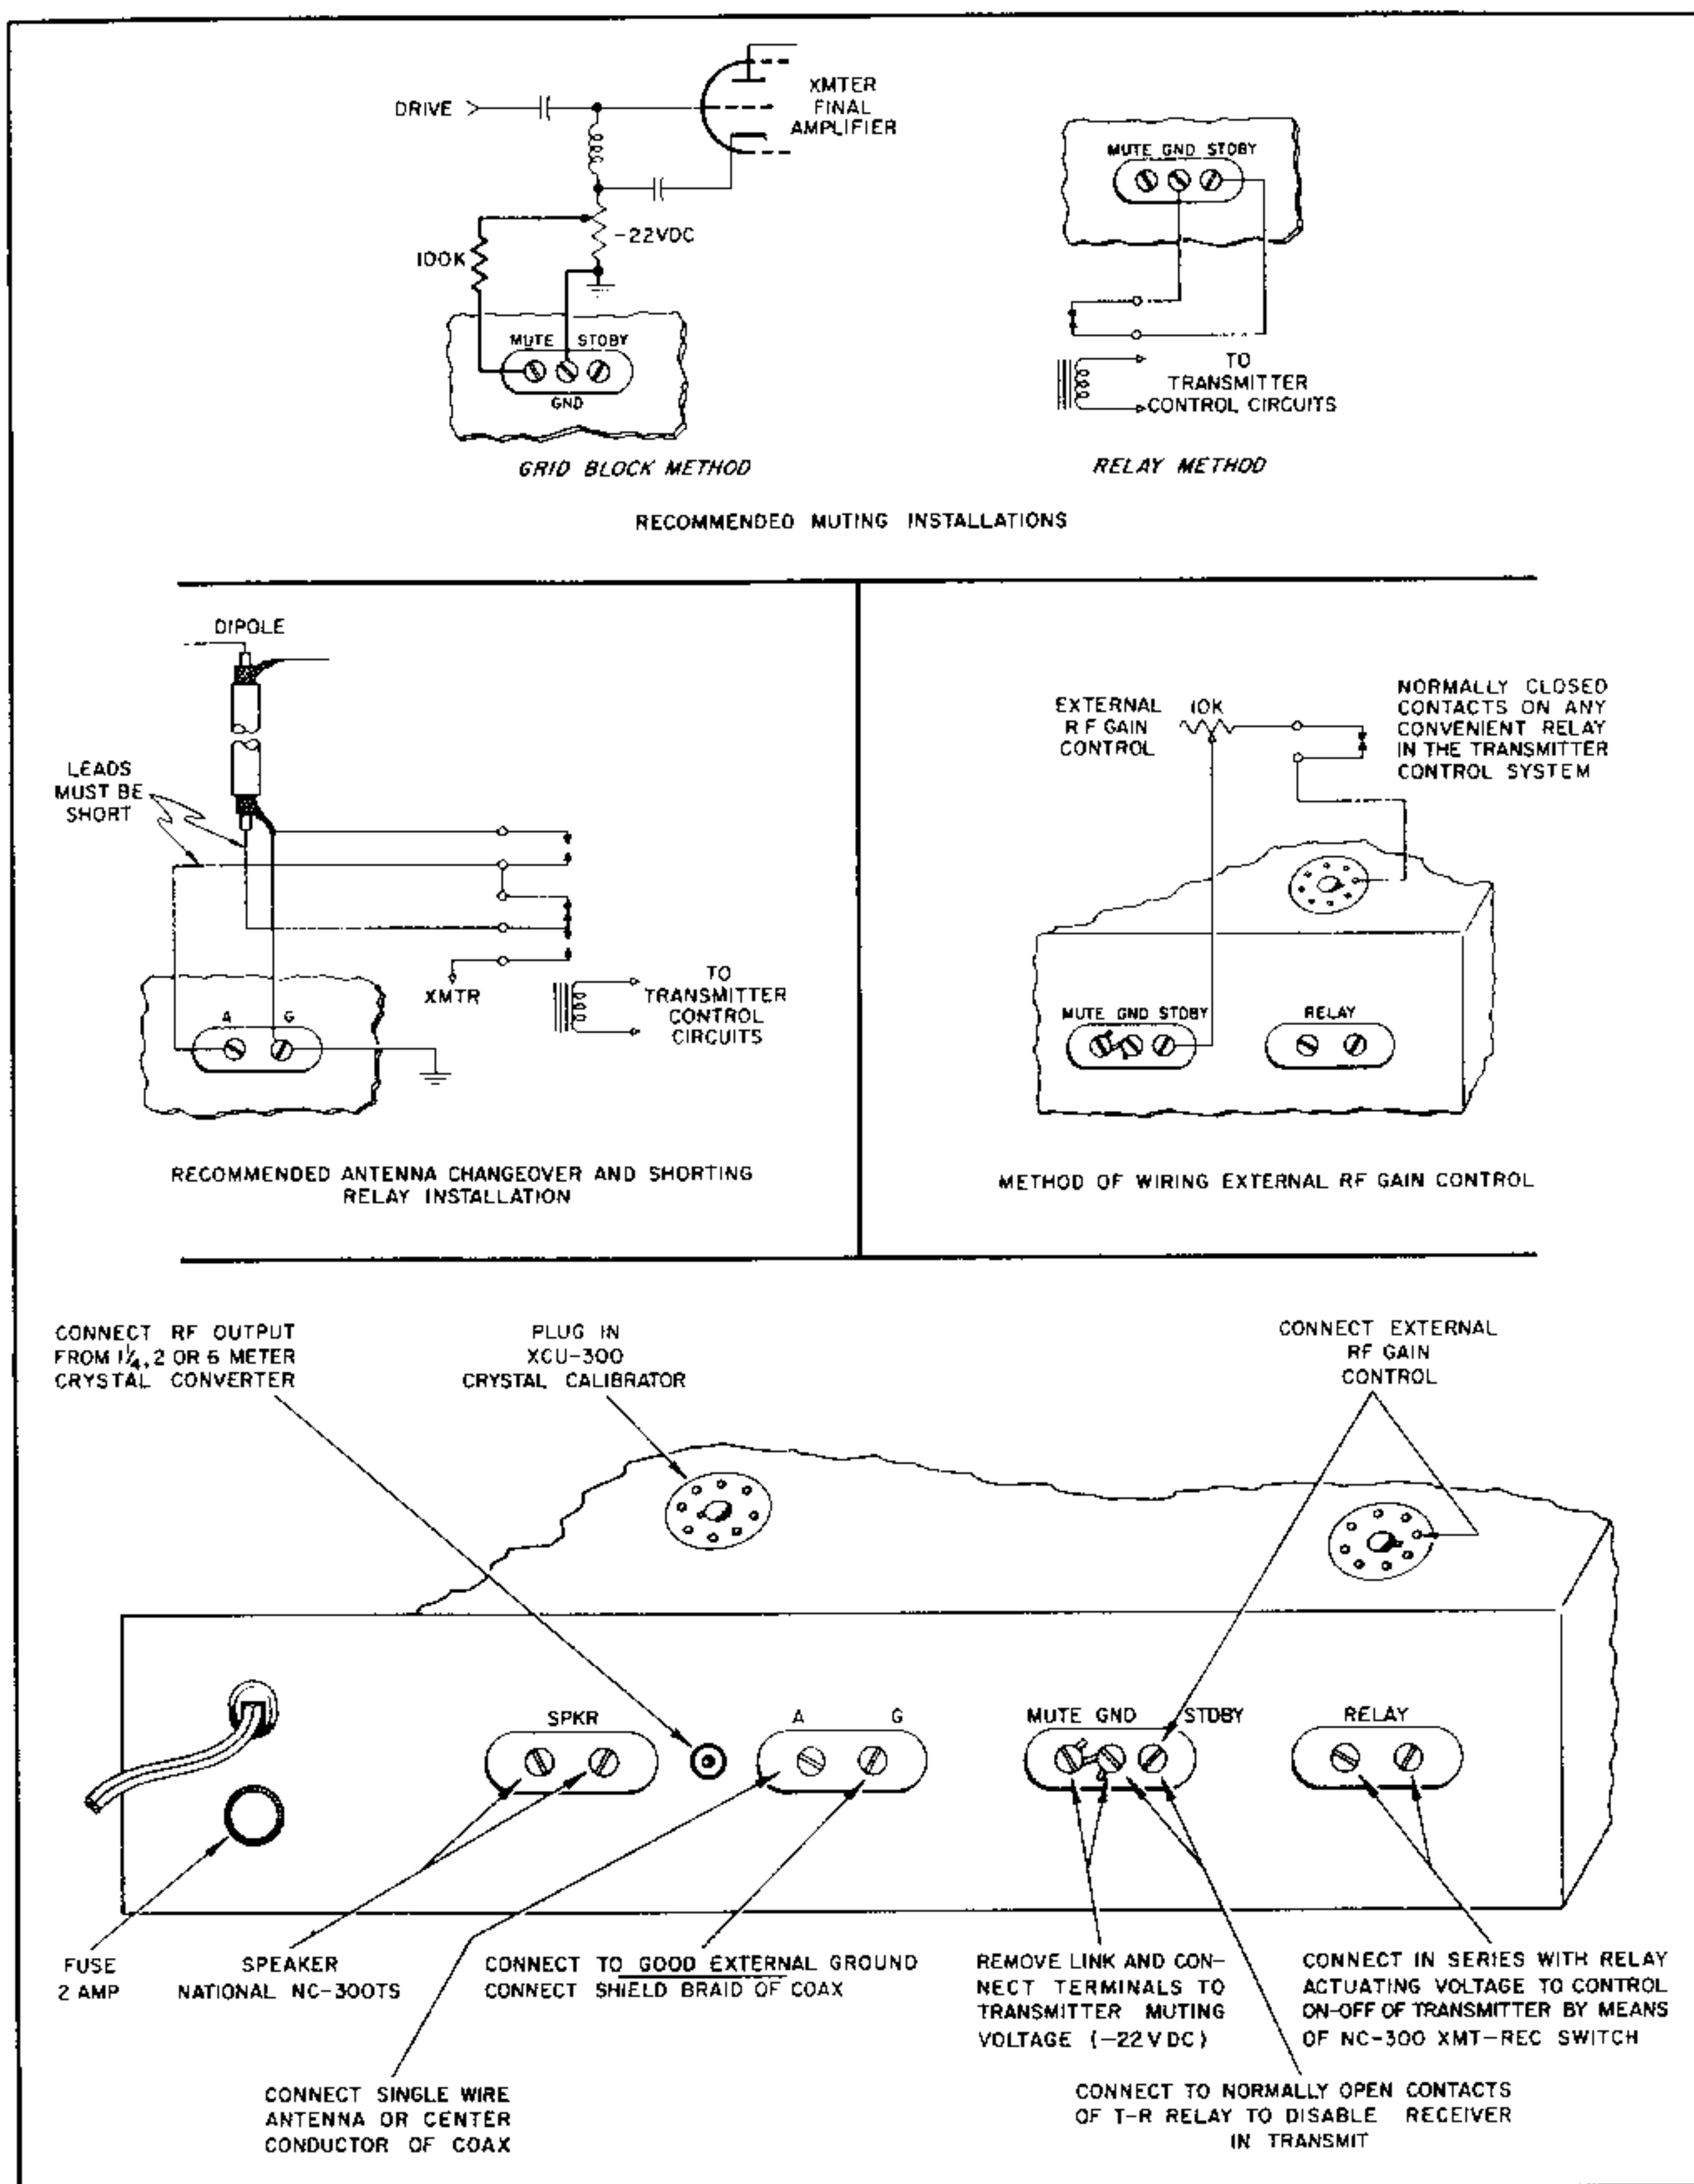 DRIVE
XMTER
FINAL
AMPLIFIER
-22VDC
100K
MUTE STDBY
GND
GRID BLOCK METHOD
MUTE GND STDBY
TO
TRANSMITTER
CONTROL CIRCUITS
RELAY METHOD
RECOMMENDED MUTING INSTALLATIONS
DIPOLE
LEADS
MUST BE
SHORT
XMTR
TO
TRANSMITTER
CONTROL
CIRCUITS
A G
RECOMMENDED ANTENNA CHANGEOVER AND SHORTING
RELAY INSTALLATION
EXTERNAL
RF GAIN
CONTROL
10K
NORMALLY CLOSED
CONTACTS ON ANY
CONVENIENT RELAY
IN THE TRANSMITTER
CONTROL SYSTEM
MUTE GND STDBY
RELAY
METHOD OF WIRING EXTERNAL RF GAIN CONTROL
CONNECT RF OUTPUT
FROM 1¼, 2 OR 6 METER
CRYSTAL CONVERTER
PLUG IN
XCU-300
CRYSTAL CALIBRATOR
CONNECT EXTERNAL
RF GAIN
CONTROL
SPKR
A G
MUTE GND STDBY
RELAY
FUSE
2 AMP
SPEAKER
NATIONAL NC-300TS
CONNECT TO GOOD EXTERNAL GROUND
CONNECT SHIELD BRAID OF COAX
REMOVE LINK AND CON-
NECT TERMINALS TO
TRANSMITTER MUTING
VOLTAGE (-22 V DC)
CONNECT IN SERIES WITH RELAY
ACTUATING VOLTAGE TO CONTROL
ON-OFF OF TRANSMITTER BY MEANS
OF NC-300 XMT-REC SWITCH
CONNECT SINGLE WIRE
ANTENNA OR CENTER
CONDUCTOR OF COAX
CONNECT TO NORMALLY OPEN CONTACTS
OF T-R RELAY TO DISABLE RECEIVER
IN TRANSMIT